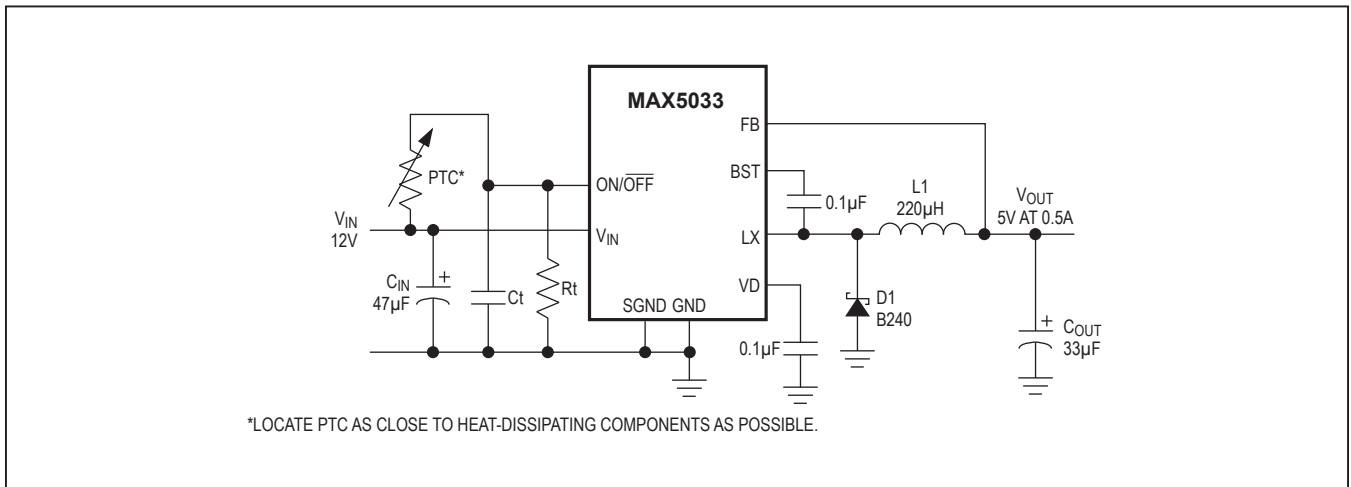 MAX5033
FB
BST
LX
VD
ON/OFF
VIN
SGND GND
PTC*
VIN
12V
CIN
47µF
+
Ct
Rt
0.1µF
0.1µF
L1
220µH
VOUT
5V AT 0.5A
D1
B240
+
COUT
33µF
*LOCATE PTC AS CLOSE TO HEAT-DISSIPATING COMPONENTS AS POSSIBLE.